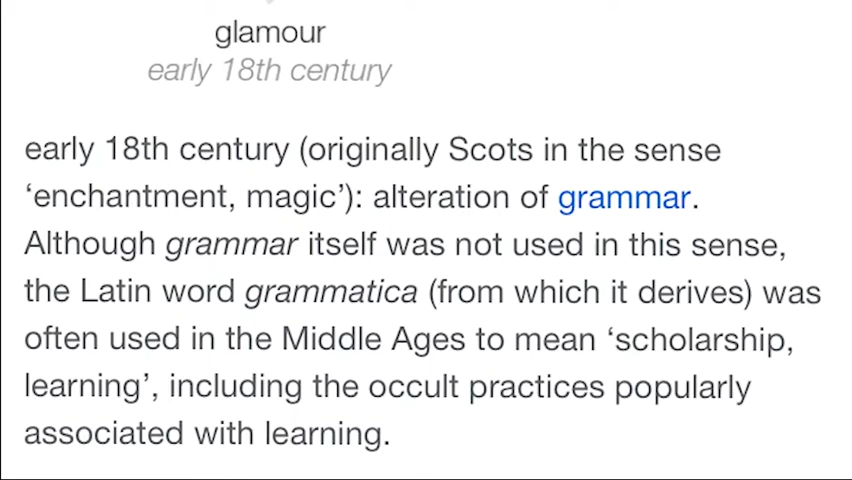 glamour
early 18th century
early 18th century (originally Scots in the sense
‘enchantment, magic’): alteration of grammar.
Although grammar itself was not used in this sense,
the Latin word grammatica (from which it derives) was
often used in the Middle Ages to mean ‘scholarship,
learning’, including the occult practices popularly
associated with learning.